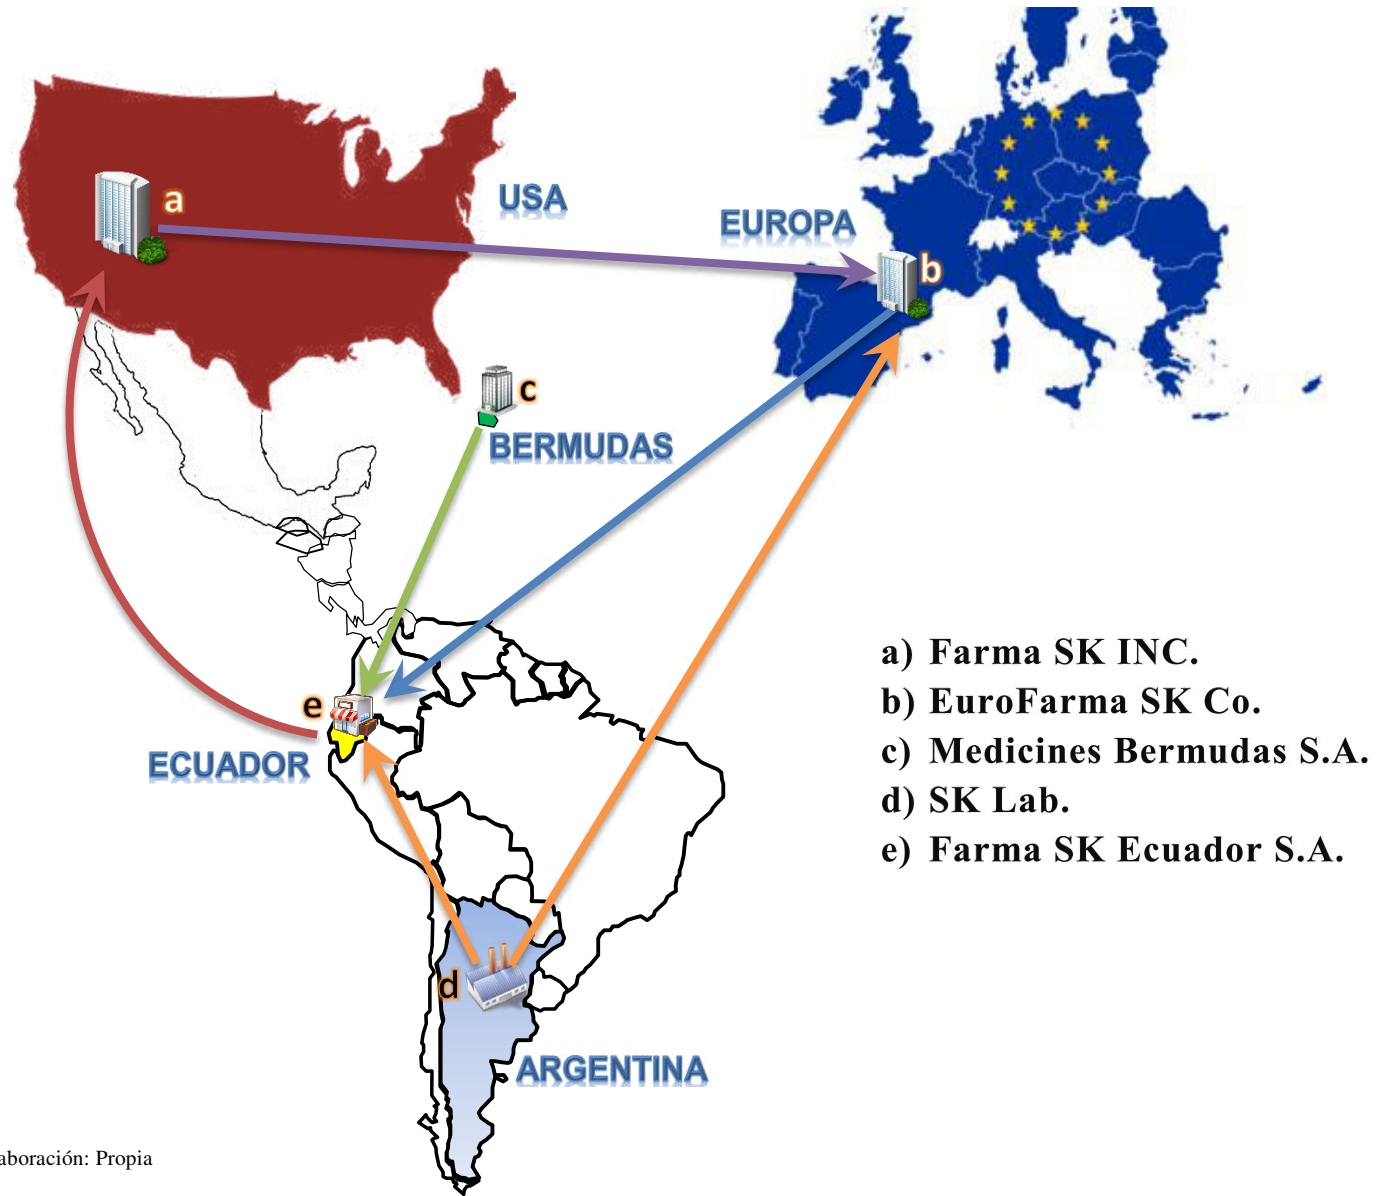 a
USA
EUROPA
b
c
BERMUDAS
a) Farma SK INC.
b) EuroFarma SK Co.
c) Medicines Bermudas S.A.
d) SK Lab.
e) Farma SK Ecuador S.A.
e
ECUADOR
d
ARGENTINA
aboración: Propia